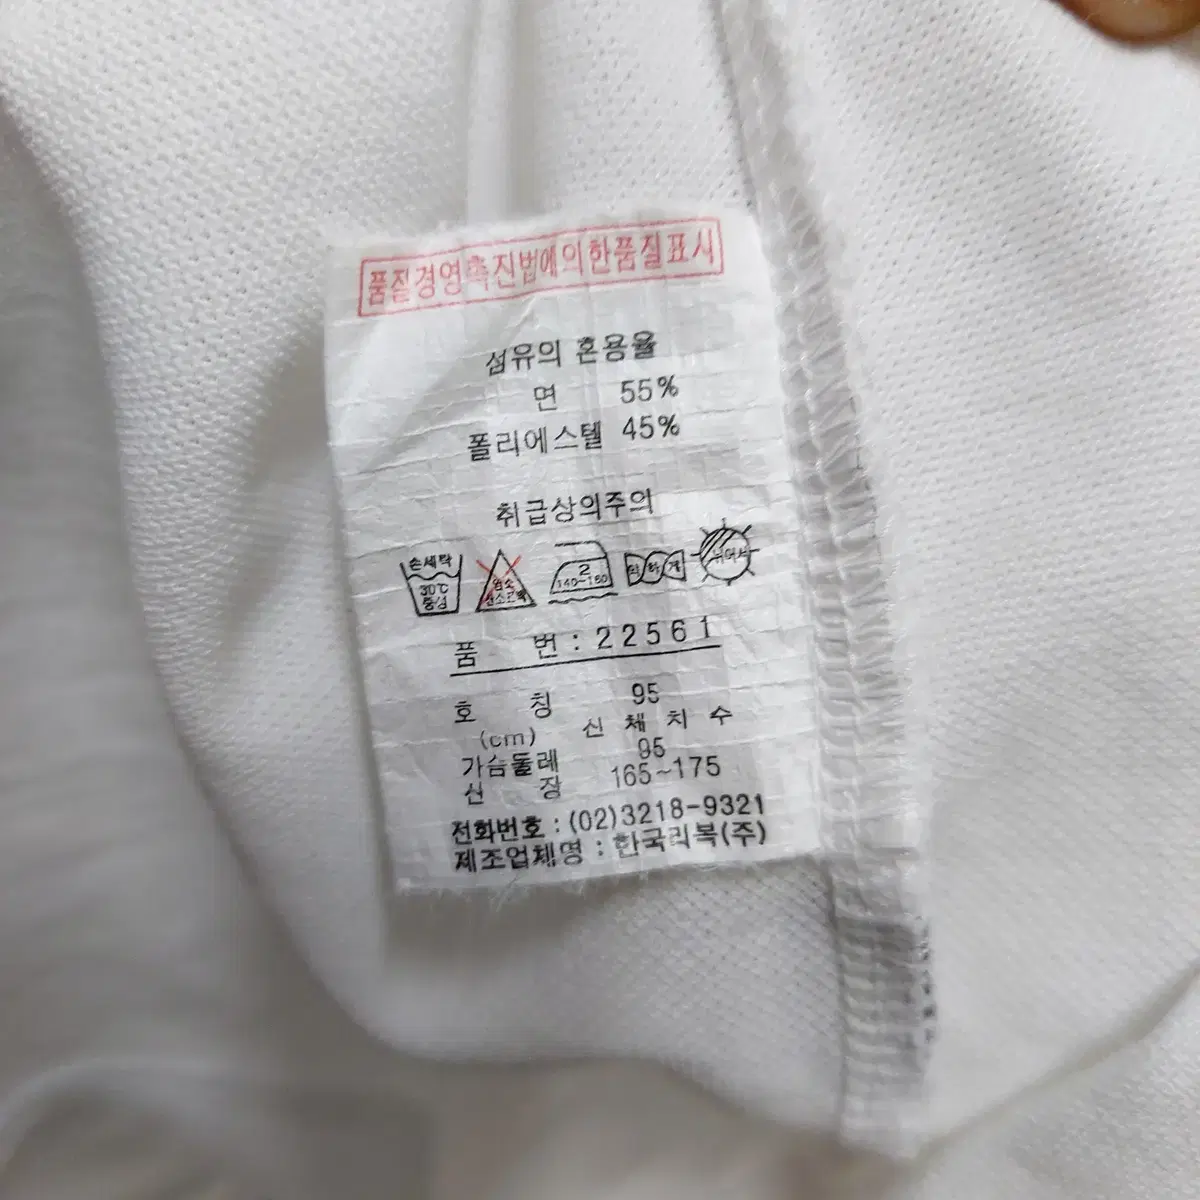 품질경영촉진법에의한품질표시
섬유의 혼용율
면 55%
폴리에스텔 45%
취급상의주의
손세탁
30℃
중성
염소
산소표백
2
140~160
약하게
뉘어서
품 번 : 22561
호 칭 95
(cm) 신 체 치 수
가슴둘레 95
신 장 165~175
전화번호 : (02)3218-9321
제조업체명 : 한국리복(주)